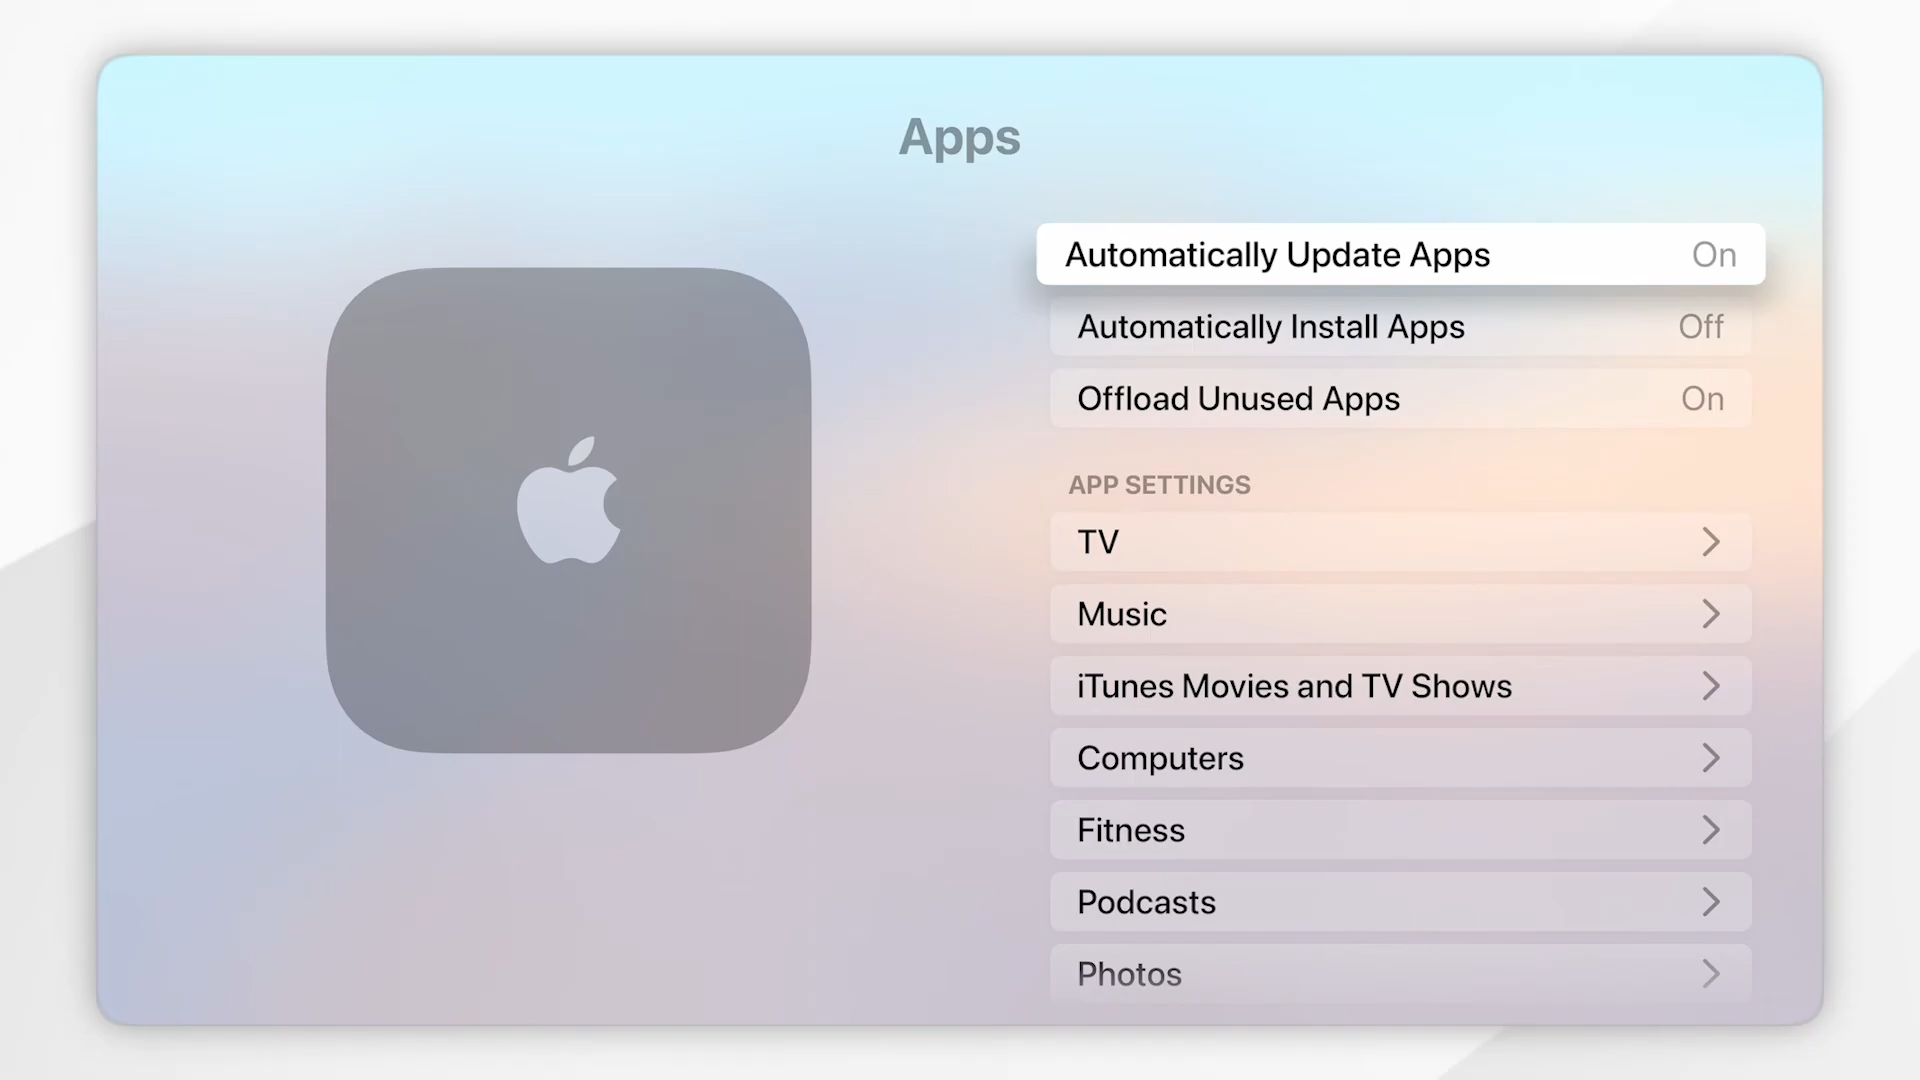 Apps
Automatically Update Apps On
Automatically Install Apps Off
Offload Unused Apps On
APP SETTINGS
TV
Music
iTunes Movies and TV Shows
Computers
Fitness
Podcasts
Photos